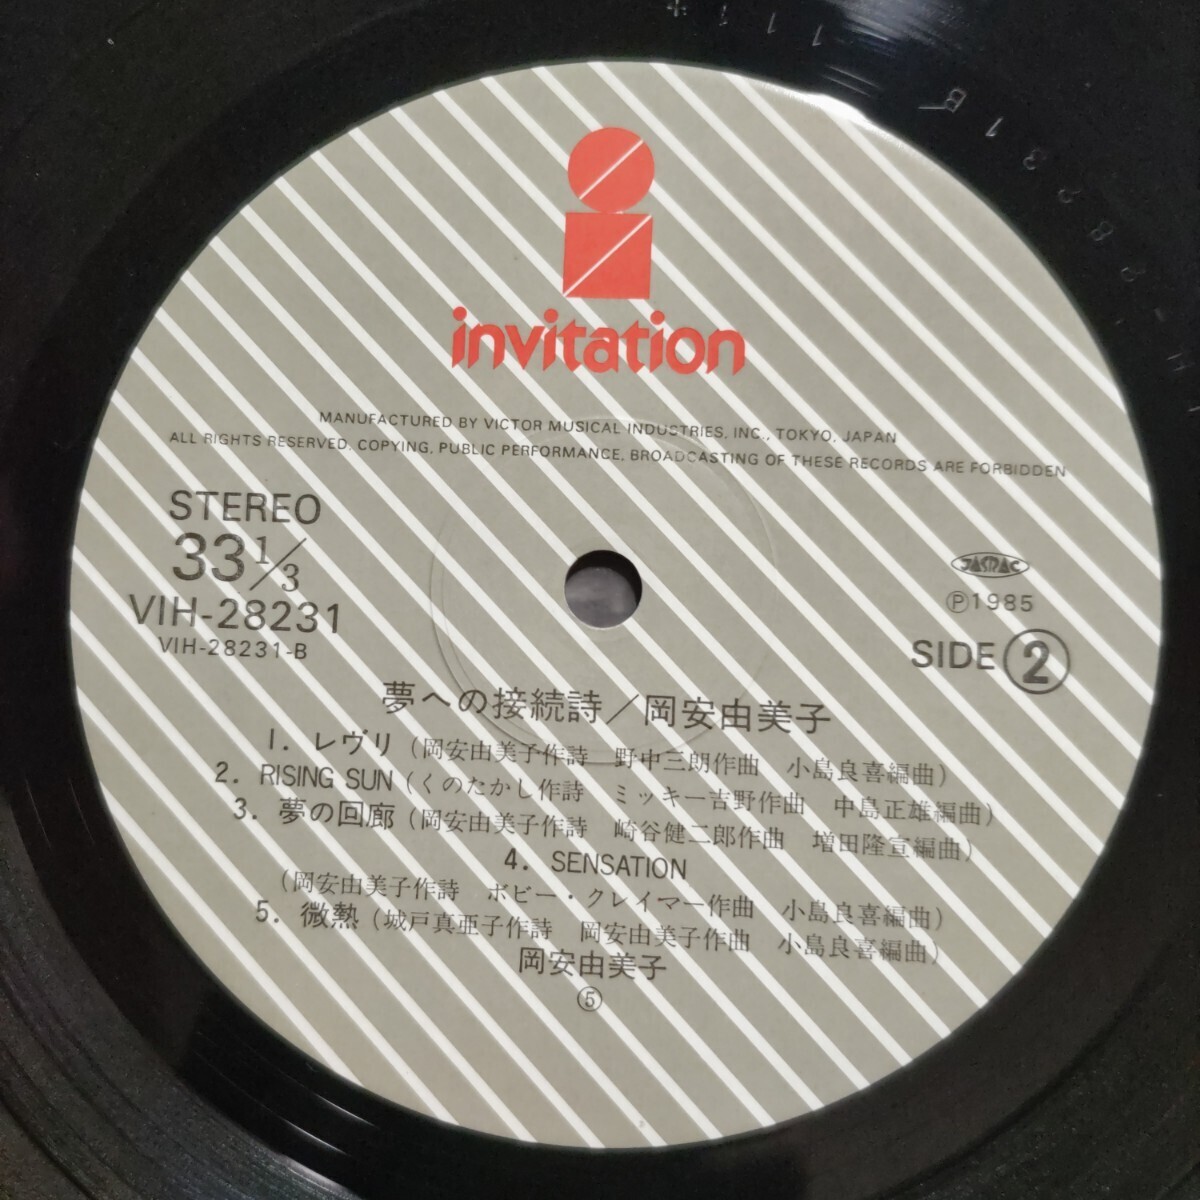 invitation
MANUFACTURED BY VICTOR MUSICAL INDUSTRIES, INC., TOKYO, JAPAN
ALL RIGHTS RESERVED, COPYING, PUBLIC PERFORMANCE, BROADCASTING OF THESE RECORDS ARE FORBIDDEN
STEREO
33 1/3
VIH-28231
VIH-28231-B
JASRAC
Ⓟ1985
SIDE ②
夢への接続詩/岡安由美子
1. レヴリ (岡安由美子作詩 野中三朗作曲 小島良喜編曲)
2. RISING SUN (くのたかし作詩 ミッキー吉野作曲 中島正雄編曲)
3. 夢の回廊 (岡安由美子作詩 崎谷健二郎作曲 増田隆宣編曲)
4. SENSATION
(岡安由美子作詩 ボビー・クレイマー作曲 小島良喜編曲)
5. 微熱 (城戸真亜子作詩 岡安由美子作曲 小島良喜編曲)
岡安由美子
⑤